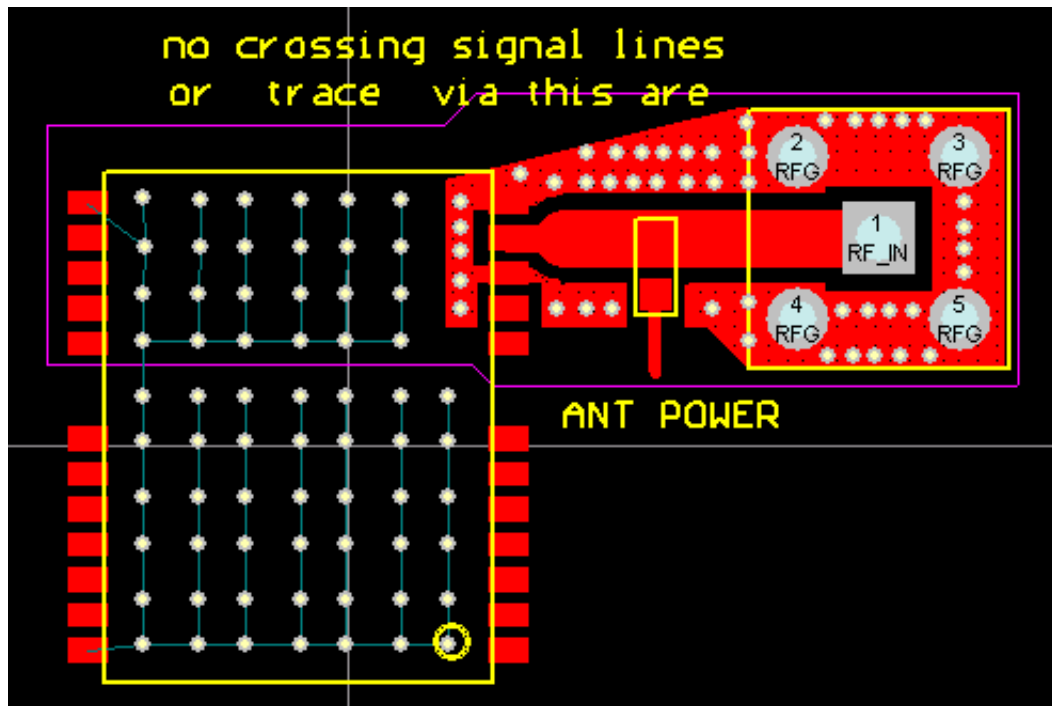 no crossing signal lines
or trace via this are
2
RFG
3
RFG
1
RF_IN
4
RFG
5
RFG
ANT POWER